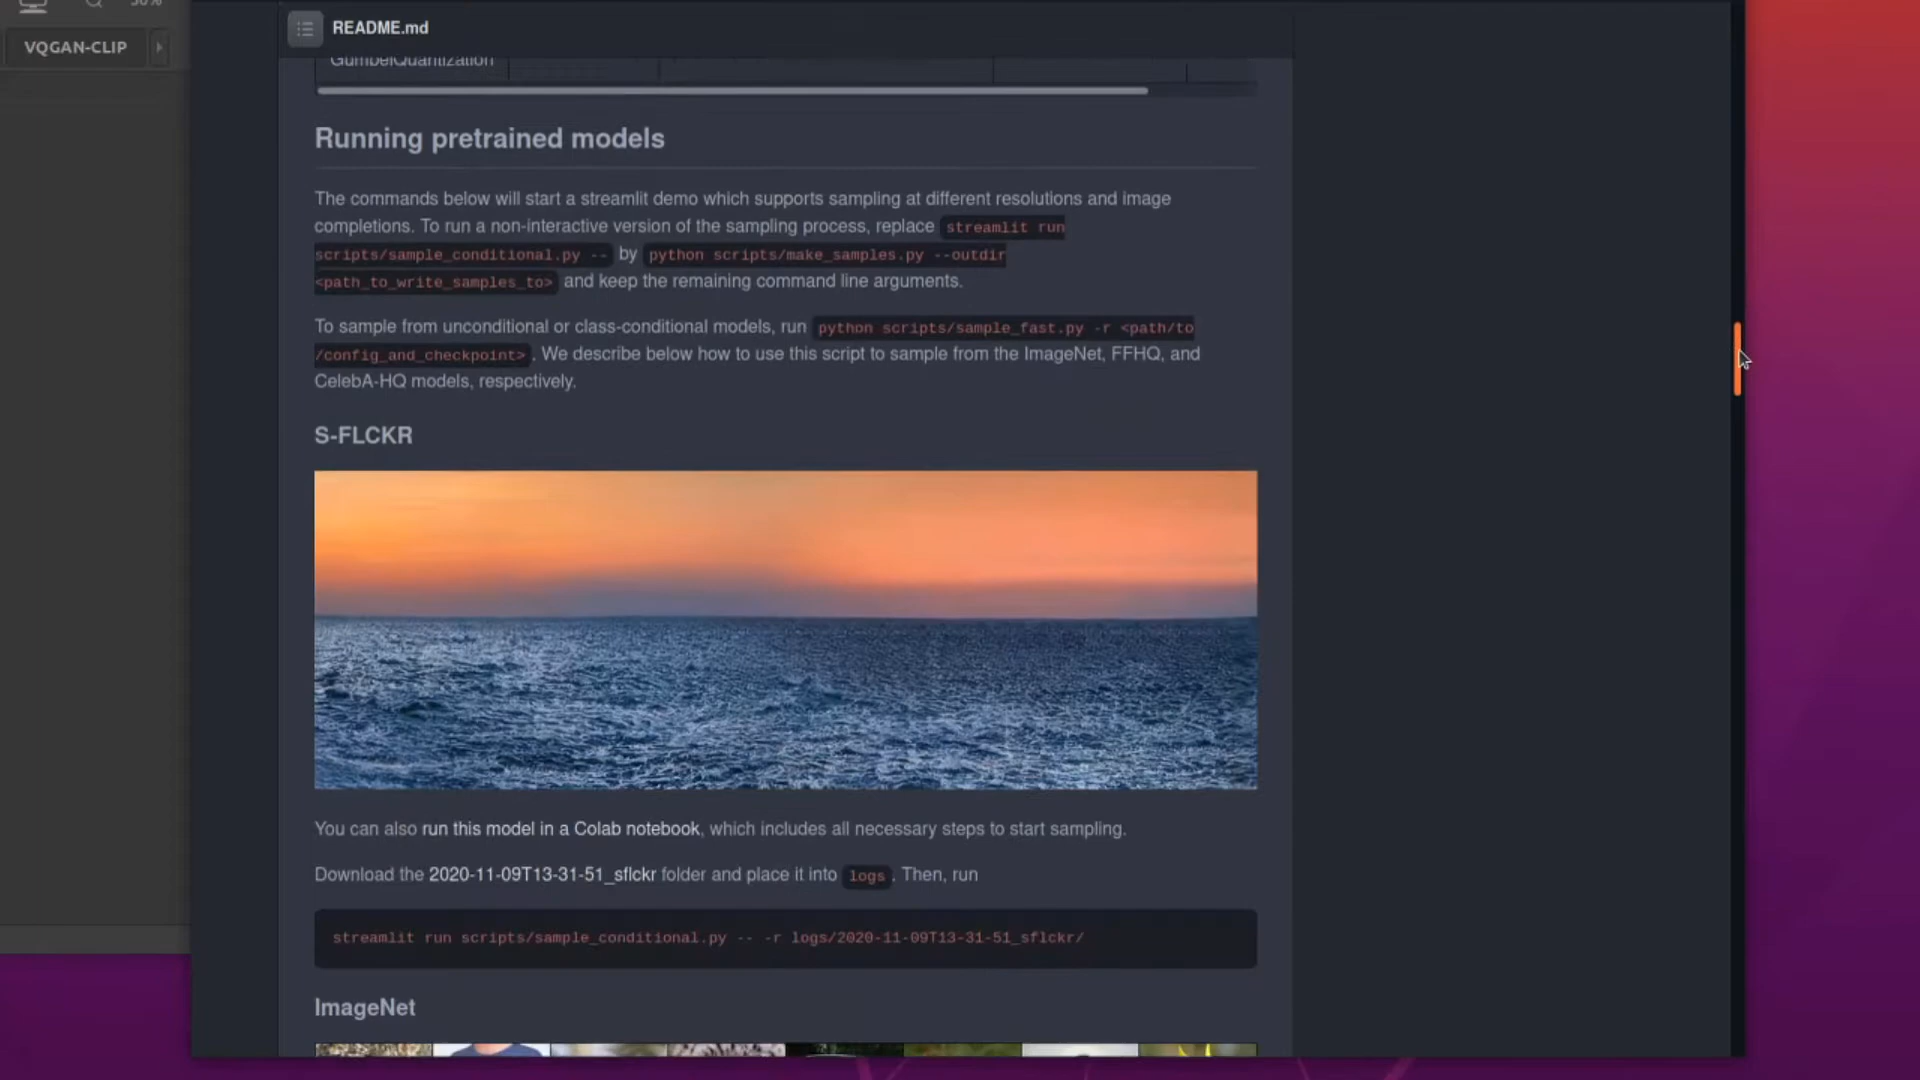 50%
VQGAN-CLIP
README.md
GumbelQuantization
Running pretrained models
The commands below will start a streamlit demo which supports sampling at different resolutions and image
completions. To run a non-interactive version of the sampling process, replace streamlit run
scripts/sample_conditional.py -- by python scripts/make_samples.py --outdir
<path_to_write_samples_to> and keep the remaining command line arguments.
To sample from unconditional or class-conditional models, run python scripts/sample_fast.py -r <path/to
/config_and_checkpoint> . We describe below how to use this script to sample from the ImageNet, FFHQ, and
CelebA-HQ models, respectively.
S-FLCKR
You can also run this model in a Colab notebook, which includes all necessary steps to start sampling.
Download the 2020-11-09T13-31-51_sflckr folder and place it into logs . Then, run
streamlit run scripts/sample_conditional.py -- -r logs/2020-11-09T13-31-51_sflckr/
ImageNet